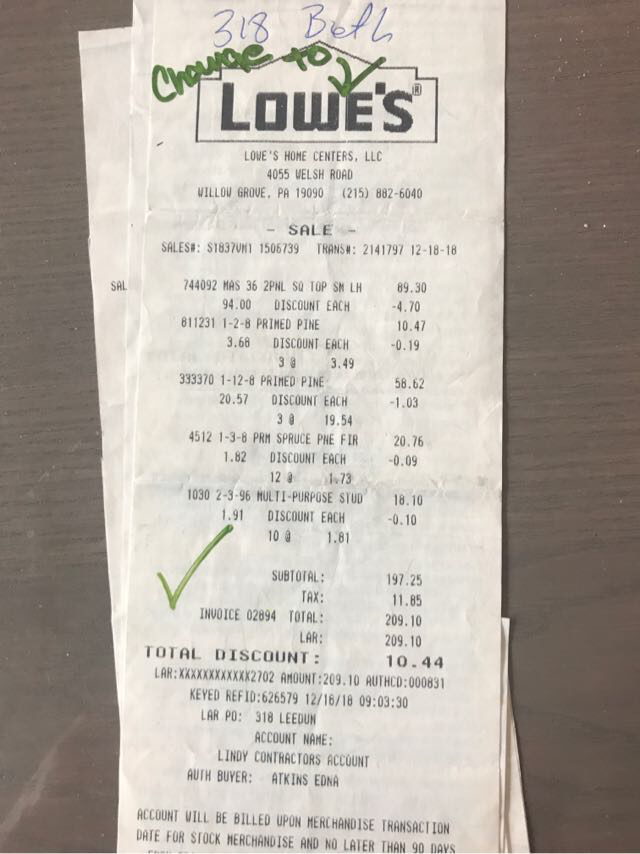 318 Beth
Change to
LOWE'S®
LOWE'S HOME CENTERS, LLC
4055 WELSH ROAD
WILLOW GROVE, PA 19090 (215) 882-6040
- SALE -
SALES#: S1837VM1 1506739 TRANS#: 2141797 12-18-18
SAL
744092 MAS 36 2PNL SQ TOP SM LH 89.30
94.00 DISCOUNT EACH -4.70
811231 1-2-8 PRIMED PINE 10.47
3.68 DISCOUNT EACH -0.19
3 @ 3.49
333370 1-12-8 PRIMED PINE 58.62
20.57 DISCOUNT EACH -1.03
3 @ 19.54
4512 1-3-8 PRM SPRUCE PNE FIR 20.76
1.82 DISCOUNT EACH -0.09
12 @ 1.73
1030 2-3-96 MULTI-PURPOSE STUD 18.10
1.91 DISCOUNT EACH -0.10
10 @ 1.81
SUBTOTAL: 197.25
TAX: 11.85
INVOICE 02894 TOTAL: 209.10
LAR: 209.10
TOTAL DISCOUNT: 10.44
LAR:XXXXXXXXXXXX2702 AMOUNT:209.10 AUTHCD:000831
KEYED REFID:626579 12/18/18 09:03:30
LAR PO: 318 LEEDUM
ACCOUNT NAME:
LINDY CONTRACTORS ACCOUNT
AUTH BUYER: ATKINS EDNA
ACCOUNT WILL BE BILLED UPON MERCHANDISE TRANSACTION
DATE FOR STOCK MERCHANDISE AND NO LATER THAN 90 DAYS